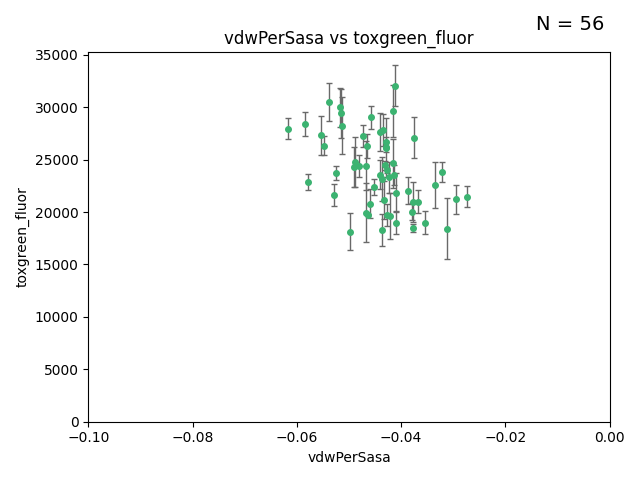 N = 56
vdwPerSasa vs toxgreen_fluor
35000
30000
25000
20000
15000
10000
5000
0
toxgreen_fluor
−0.10 −0.08 −0.06 −0.04 −0.02 0.00
vdwPerSasa